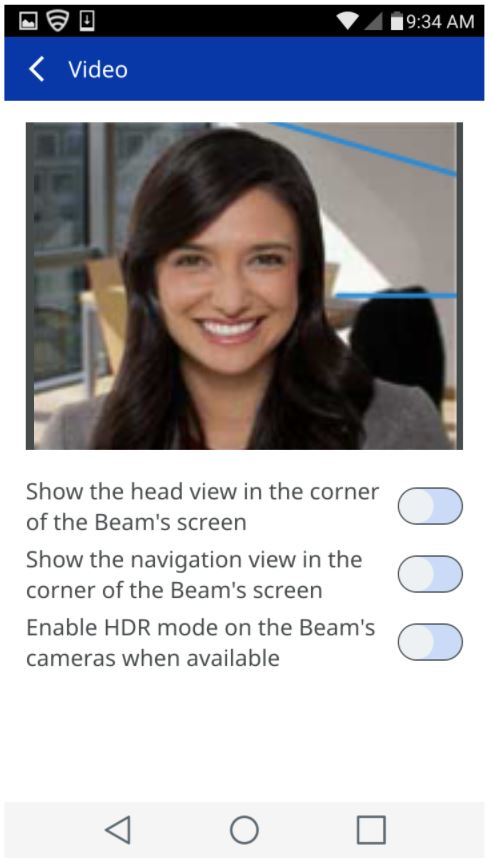 9:34 AM
Video
Show the head view in the corner
of the Beam's screen
Show the navigation view in the
corner of the Beam's screen
Enable HDR mode on the Beam's
cameras when available